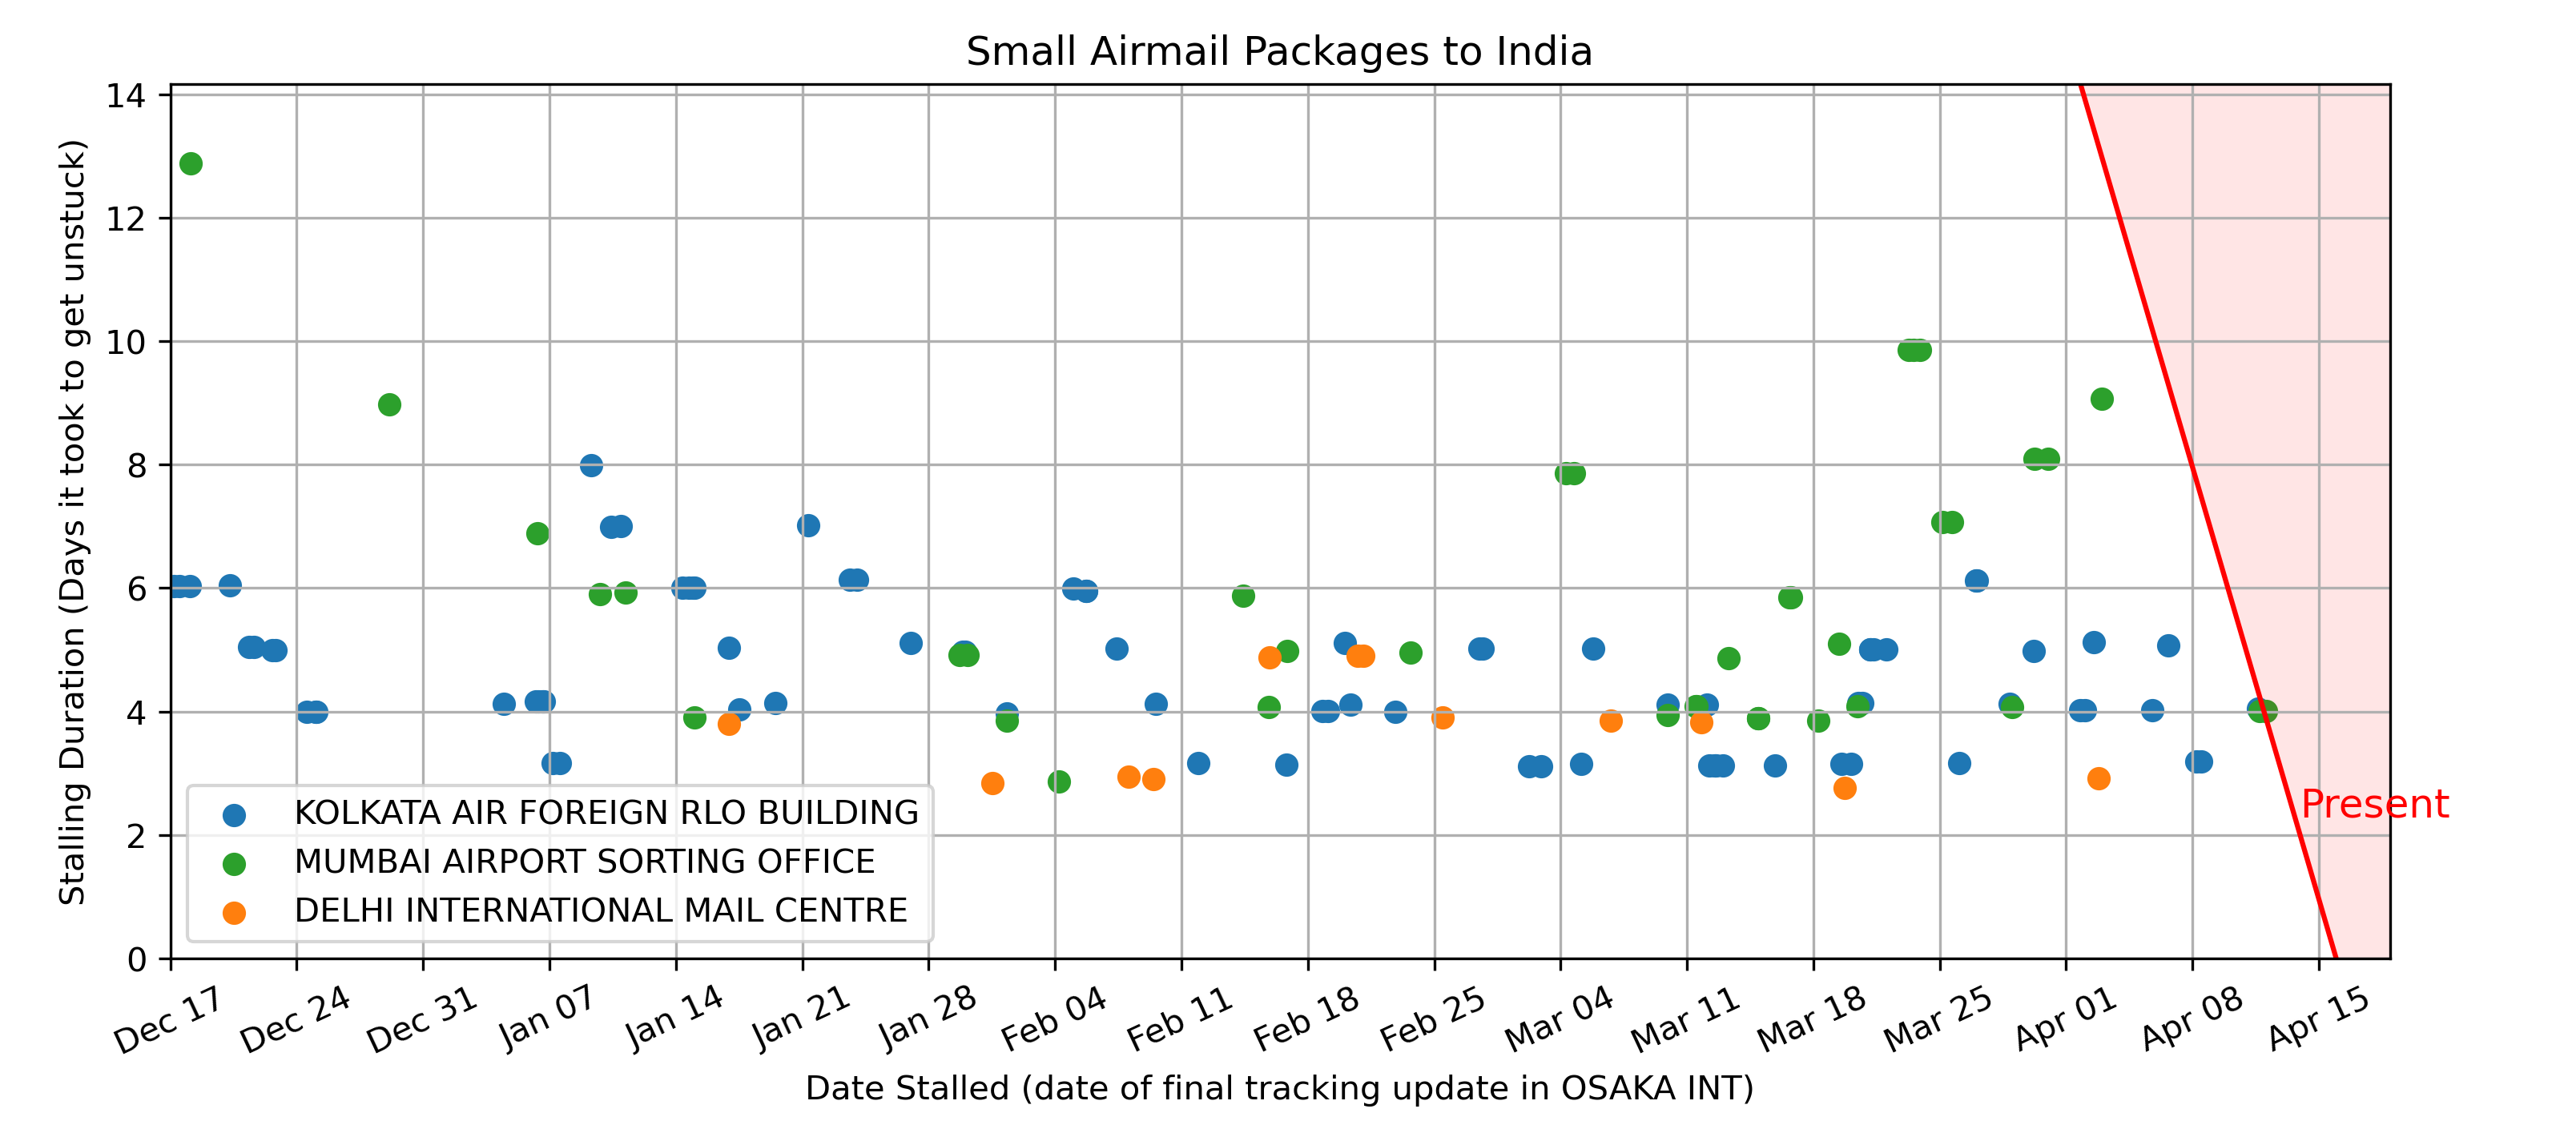 Small Airmail Packages to India
Stalling Duration (Days it took to get unstuck)
14
12
10
8
6
4
2
0
KOLKATA AIR FOREIGN RLO BUILDING
MUMBAI AIRPORT SORTING OFFICE
DELHI INTERNATIONAL MAIL CENTRE
Present
Dec 17
Dec 24
Dec 31
Jan 07
Jan 14
Jan 21
Jan 28
Feb 04
Feb 11
Feb 18
Feb 25
Mar 04
Mar 11
Mar 18
Mar 25
Apr 01
Apr 08
Apr 15
Date Stalled (date of final tracking update in OSAKA INT)